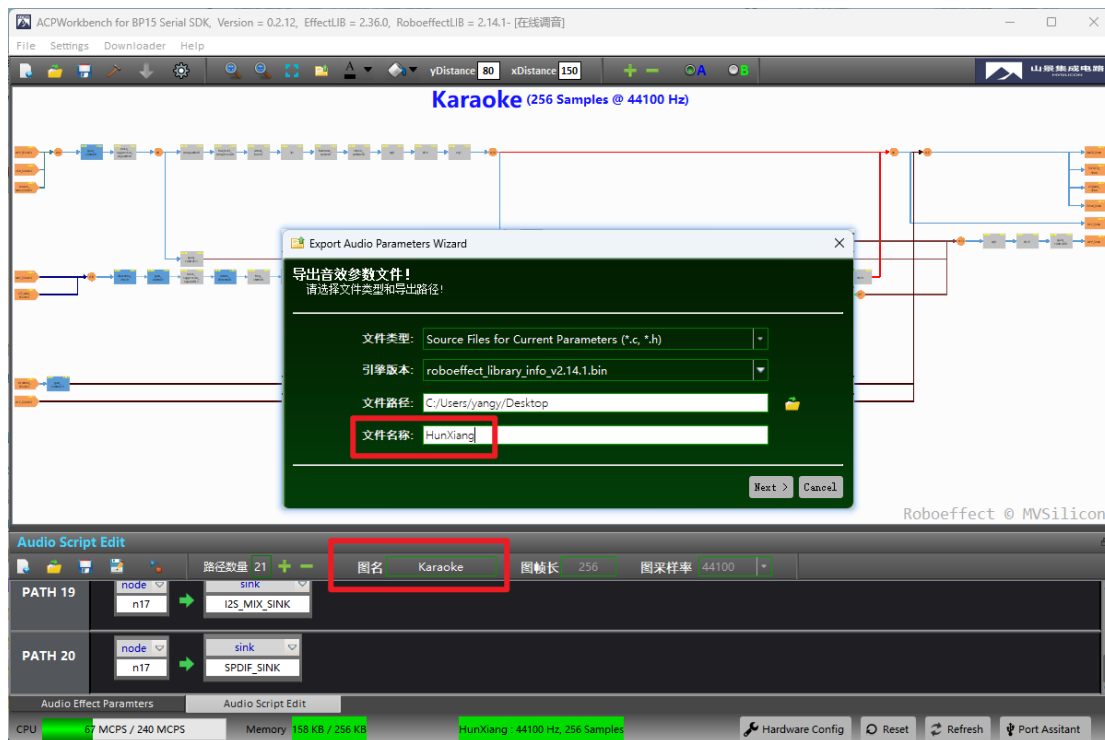 ACPWorkbench for BP15 Serial SDK, Version = 0.2.12, EffectLIB = 2.36.0, RoboeffectLIB = 2.14.1- [在线调音]
File Settings Downloader Help
A yDistance 80 xDistance 150 A B 山景集成电路
MVSILICON
Karaoke (256 Samples @ 44100 Hz)
Export Audio Parameters Wizard
导出音效参数文件!
请选择文件类型和导出路径!
文件类型: Source Files for Current Parameters (*.c, *.h)
引擎版本: roboeffect_library_info_v2.14.1.bin
文件路径: C:/Users/yangy/Desktop
文件名称: HunXiang
Next > Cancel
Roboeffect © MVSilicon
Audio Script Edit
路径数量 21 图名 Karaoke 图帧长 256 图采样率 44100
PATH 19 node sink
n17 I2S_MIX_SINK
PATH 20 node sink
n17 SPDIF_SINK
Audio Effect Paramters Audio Script Edit
CPU 67 MCPS / 240 MCPS Memory 158 KB / 256 KB HunXiang : 44100 Hz, 256 Samples Hardware Config Reset Refresh Port Assitant